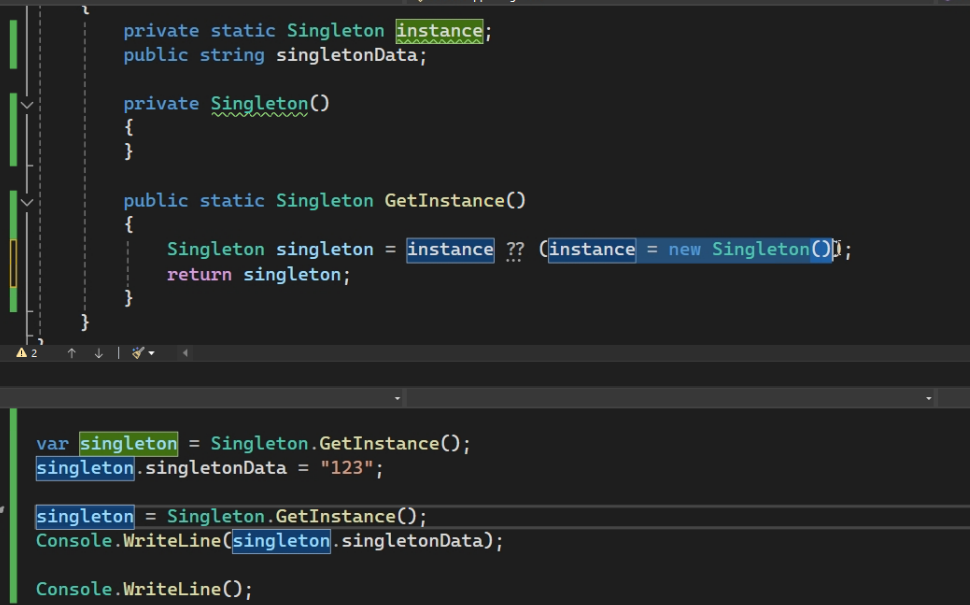 {
private static Singleton instance;
public string singletonData;
private Singleton()
{
}
public static Singleton GetInstance()
{
Singleton singleton = instance ?? (instance = new Singleton());
return singleton;
}
}
}
2
var singleton = Singleton.GetInstance();
singleton.singletonData = "123";
singleton = Singleton.GetInstance();
Console.WriteLine(singleton.singletonData);
Console.WriteLine();